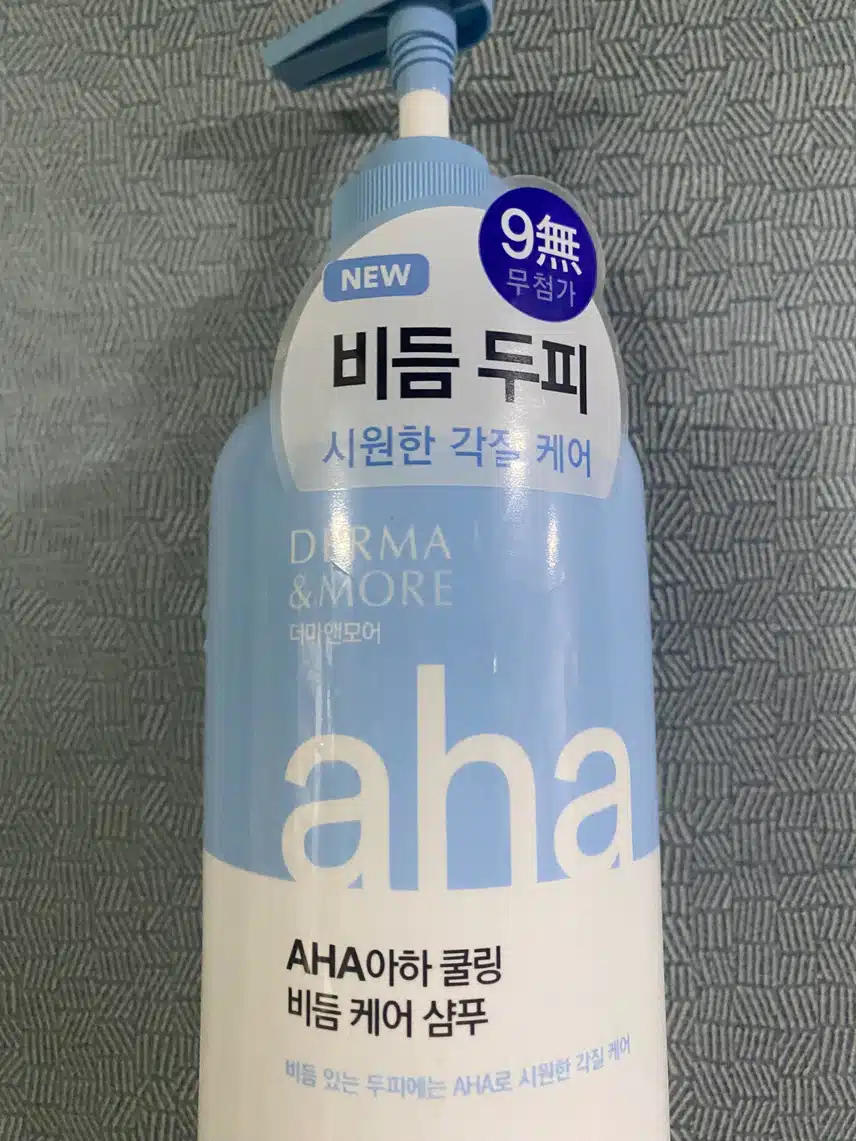 9無
무첨가
NEW
비듬 두피
시원한 각질 케어
DERMA
&MORE
더마앤모어
aha
AHA아하 쿨링
비듬 케어 샴푸
비듬 있는 두피에는 AHA로 시원한 각질 케어